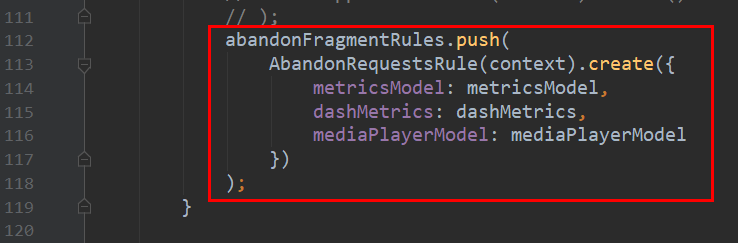 111 // );
112 abandonFragmentRules.push(
113 AbandonRequestsRule(context).create({
114 metricsModel: metricsModel,
115 dashMetrics: dashMetrics,
116 mediaPlayerModel: mediaPlayerModel
117 })
118 );
119 }
120